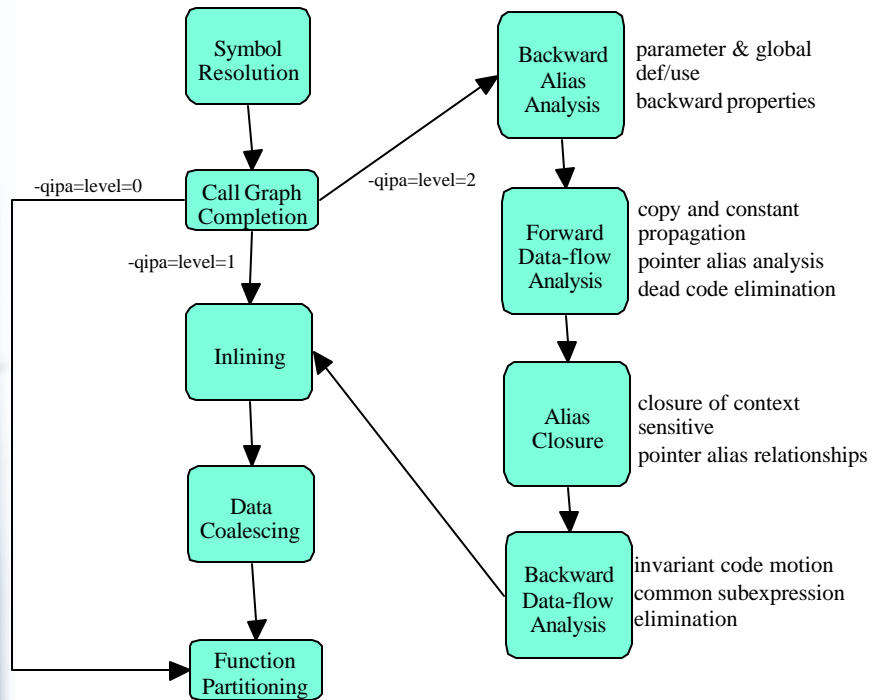 Symbol
Resolution
-qipa=level=0
Call Graph
Completion
-qipa=level=2
-qipa=level=1
Inlining
Data
Coalescing
Function
Partitioning
Backward
Alias
Analysis
parameter & global
def/use
backward properties
Forward
Data-flow
Analysis
copy and constant
propagation
pointer alias analysis
dead code elimination
Alias
Closure
closure of context
sensitive
pointer alias relationships
Backward
Data-flow
Analysis
invariant code motion
common subexpression
elimination